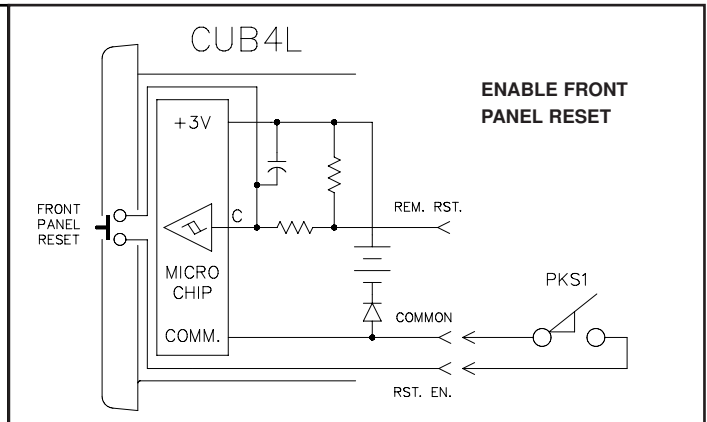 CUB4L
ENABLE FRONT
PANEL RESET
+3V
FRONT
PANEL
RESET
C
REM. RST.
MICRO
CHIP
PKS1
COMMON
COMM.
RST. EN.